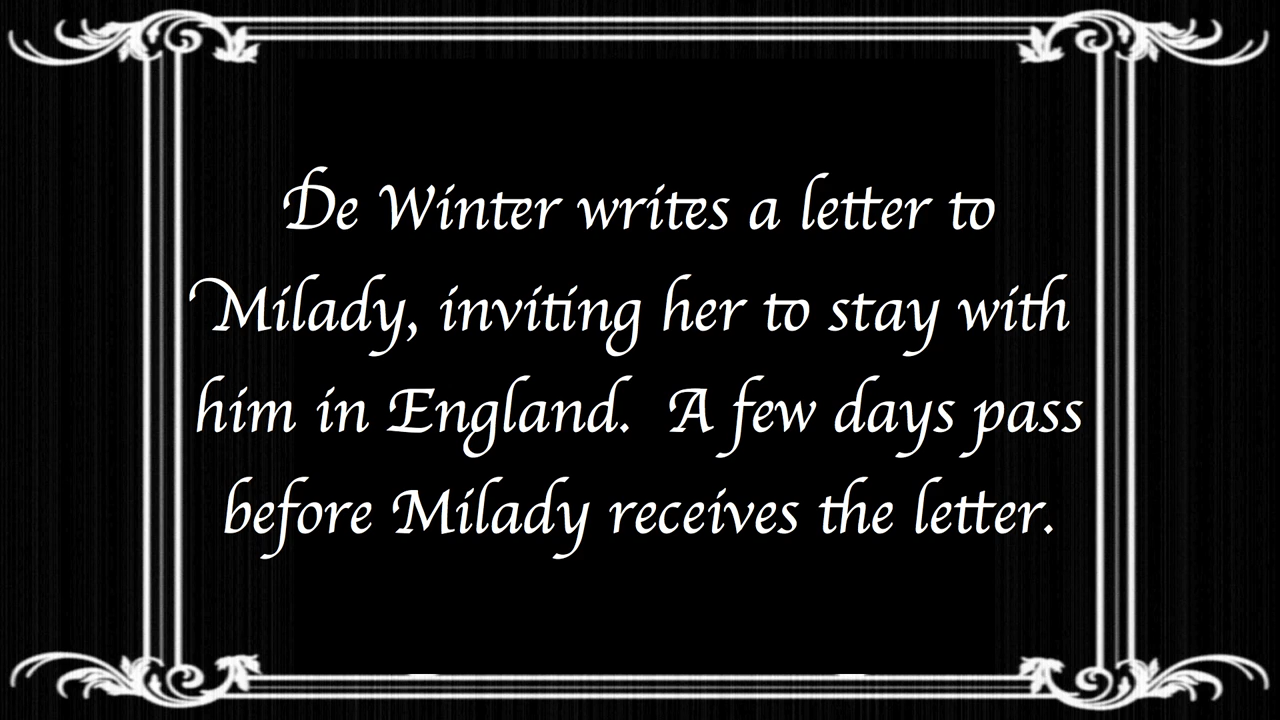 De Winter writes a letter to
Milady, inviting her to stay with
him in England.  A few days pass
before Milady receives the letter.